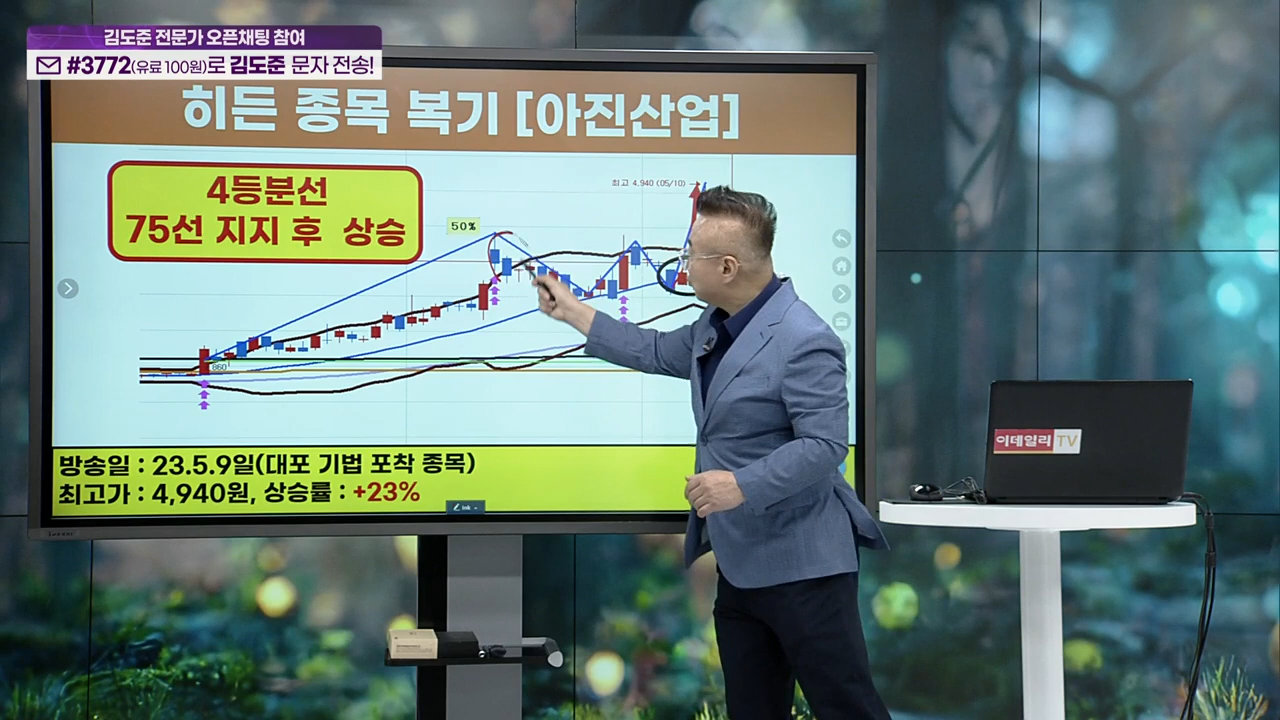 김도준 전문가 오픈채팅 참여
#3772(유료 100원)로 김도준 문자 전송!
히든 종목 복기 [아진산업]
4등분선
75선 지지 후 상승
최고 4,940 (05/10)
50%
860
방송일 : 23.5.9일(대포 기법 포착 종목)
최고가 : 4,940원, 상승률 : +23%
Ink
이데일리 TV